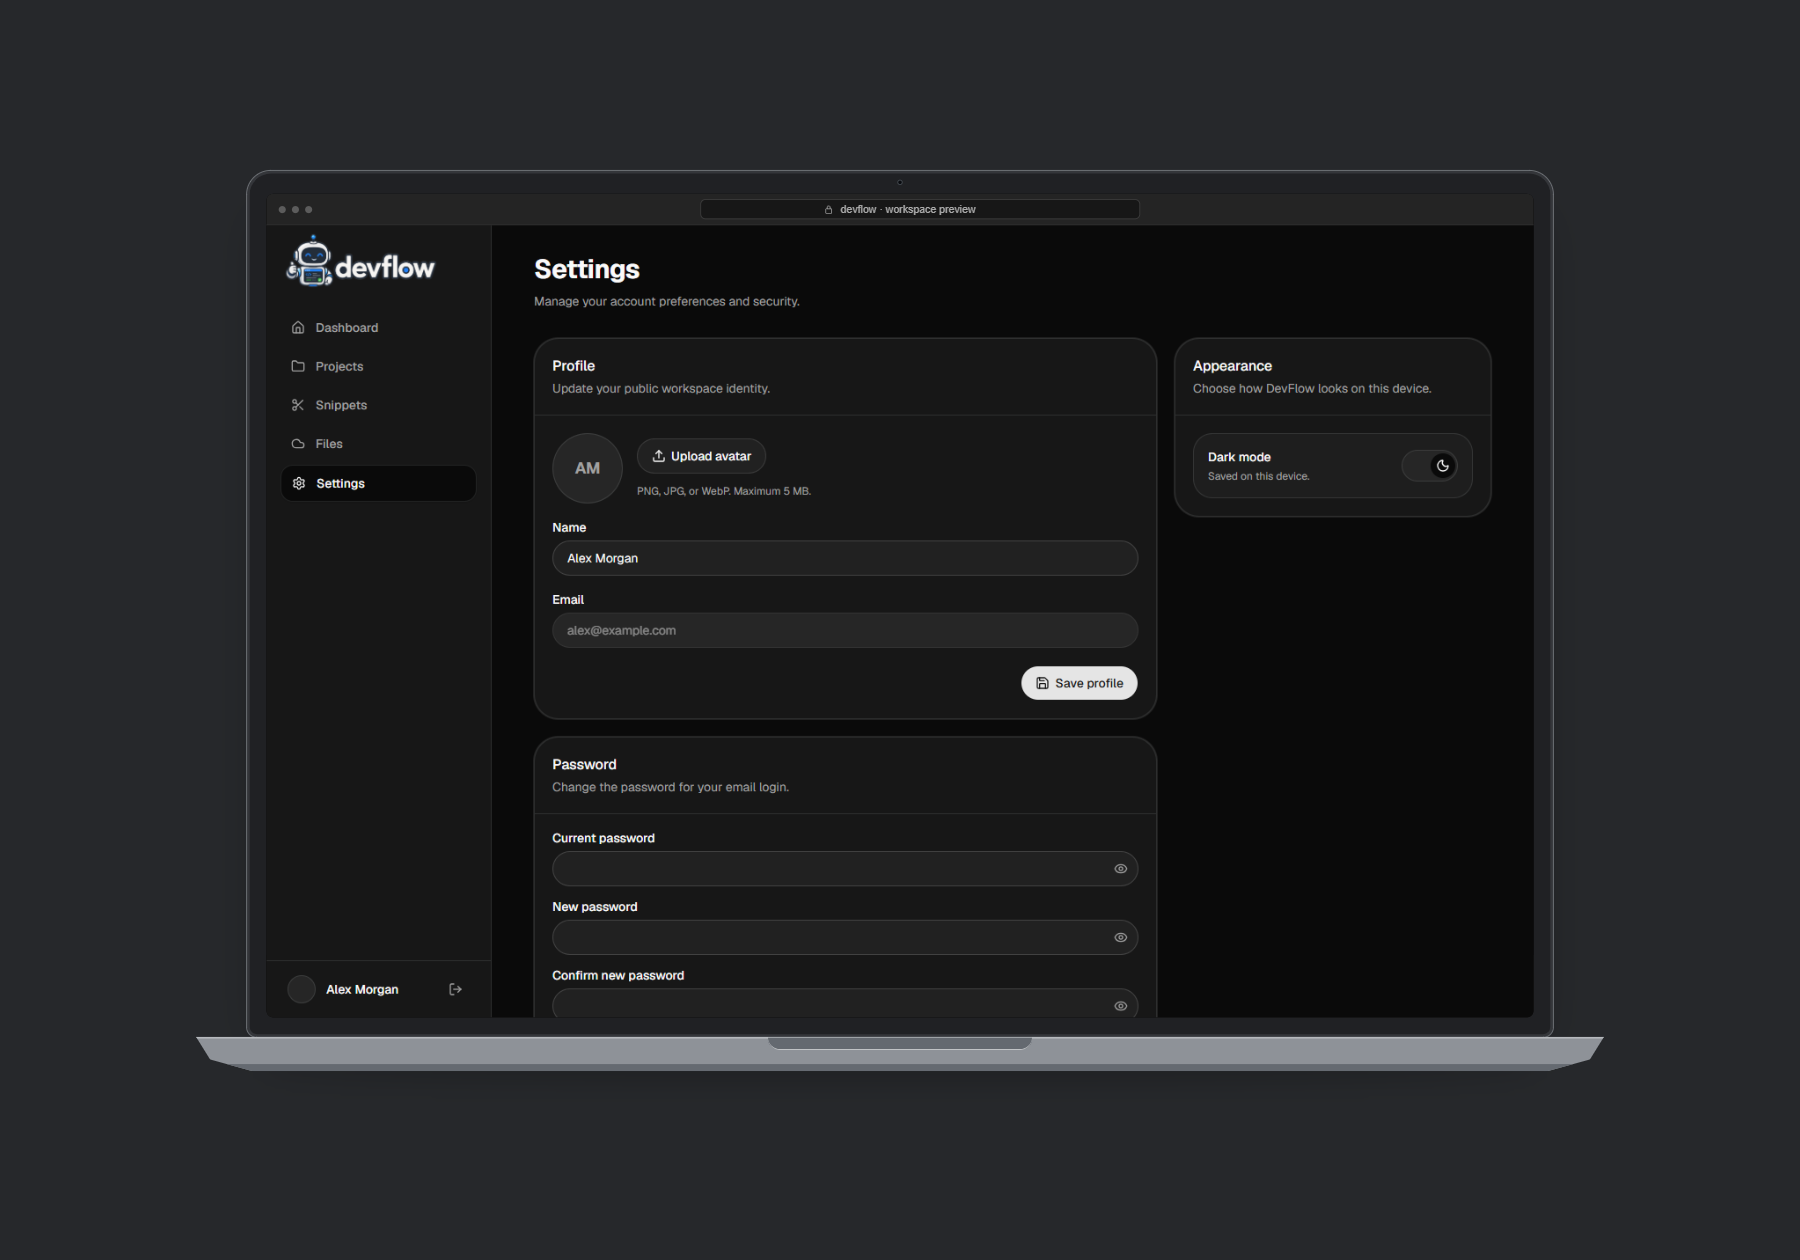 devflow · workspace preview
devflow
Dashboard
Projects
Snippets
Files
Settings
Alex Morgan
Settings
Manage your account preferences and security.
Profile
Update your public workspace identity.
AM
Upload avatar
PNG, JPG, or WebP. Maximum 5 MB.
Name
Alex Morgan
Email
alex@example.com
Save profile
Password
Change the password for your email login.
Current password
New password
Confirm new password
Appearance
Choose how DevFlow looks on this device.
Dark mode
Saved on this device.